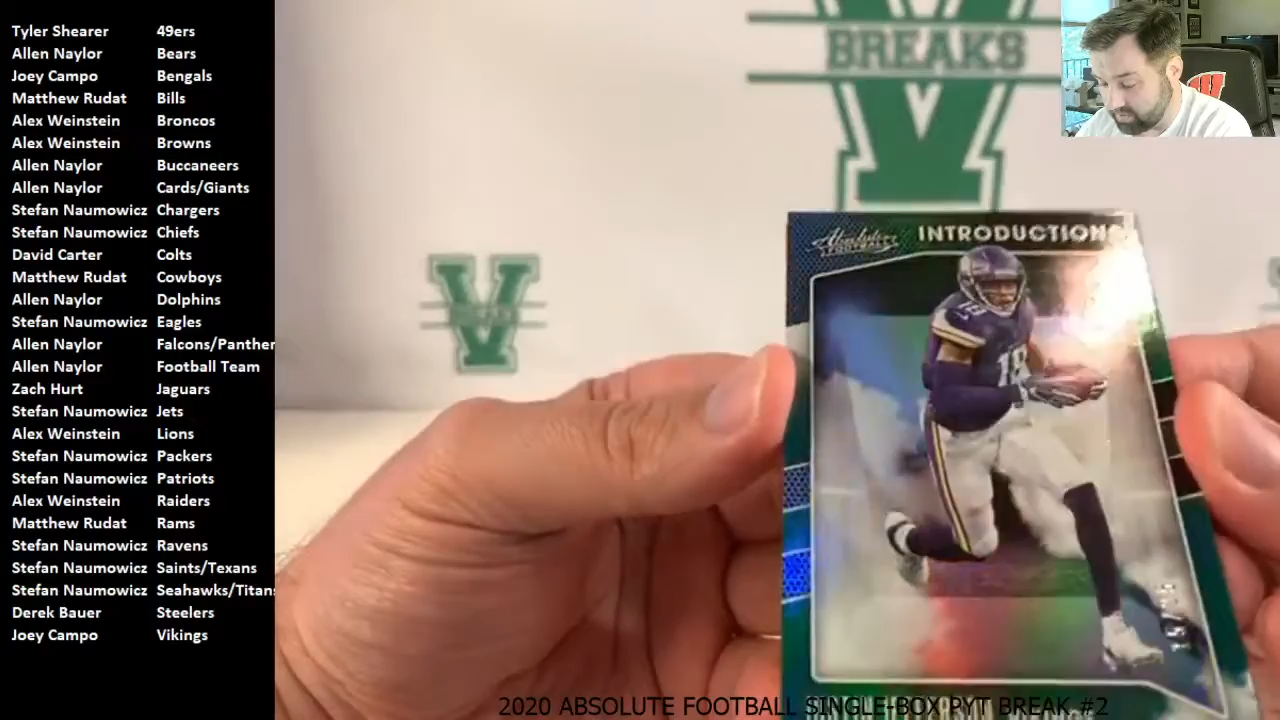 Tyler Shearer 49ers
Allen Naylor Bears
Joey Campo Bengals
Matthew Rudat Bills
Alex Weinstein Broncos
Alex Weinstein Browns
Allen Naylor Buccaneers
Allen Naylor Cards/Giants
Stefan Naumowicz Chargers
Stefan Naumowicz Chiefs
David Carter Colts
Matthew Rudat Cowboys
Allen Naylor Dolphins
Stefan Naumowicz Eagles
Allen Naylor Falcons/Panther
Allen Naylor Football Team
Zach Hurt Jaguars
Stefan Naumowicz Jets
Alex Weinstein Lions
Stefan Naumowicz Packers
Stefan Naumowicz Patriots
Alex Weinstein Raiders
Matthew Rudat Rams
Stefan Naumowicz Ravens
Stefan Naumowicz Saints/Texans
Stefan Naumowicz Seahawks/Titans
Derek Bauer Steelers
Joey Campo Vikings
BREAKS
V
V
W
Absolute
FOOTBALL
INTRODUCTIONS
18
18
2020 ABSOLUTE FOOTBALL SINGLE-BOX PYT BREAK #2